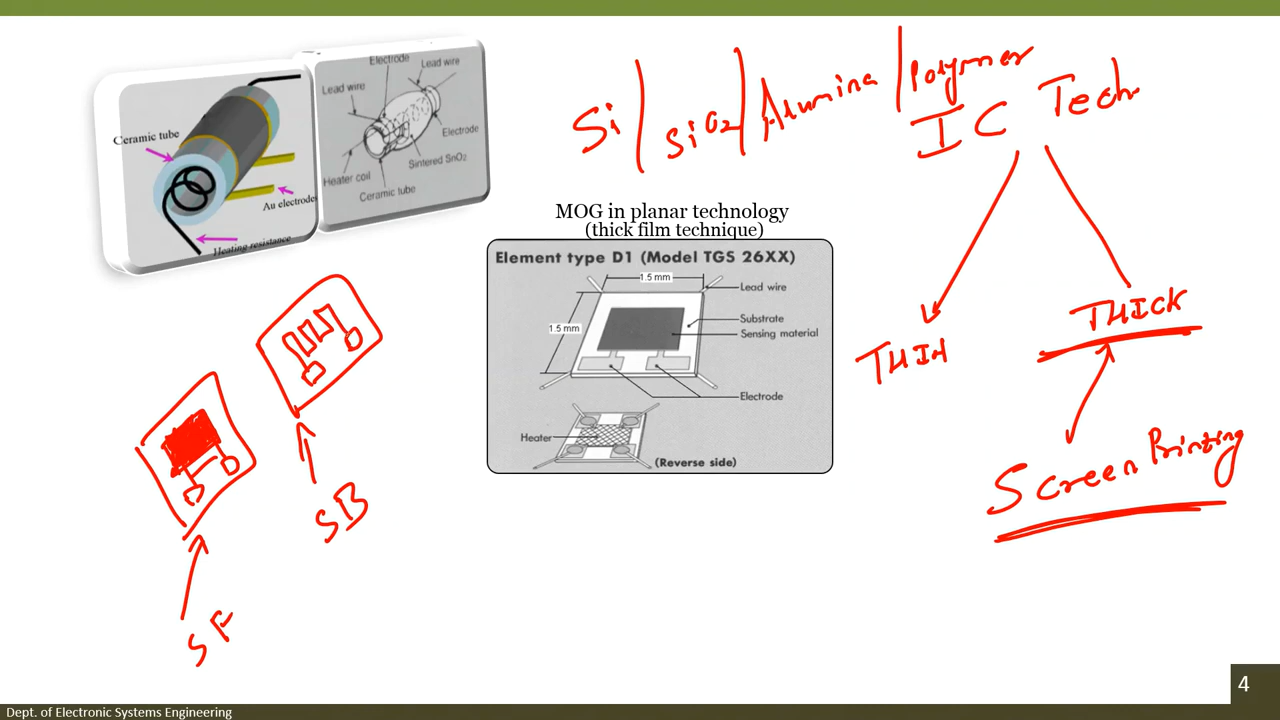 Ceramic tube
Au electrodes
Heating resistance
Electrode
Lead wire
Lead wire
Electrode
Sintered SnO₂
Heater coil
Ceramic tube
Si / SiO2 / Alumina / Polymer
IC Tech
THIN
THICK
Screen Printing
MOG in planar technology
(thick film technique)
Element type D1 (Model TGS 26XX)
1.5 mm
Lead wire
1.5 mm
Substrate
Sensing material
Electrode
Heater
(Reverse side)
SB
SF
4
Dept. of Electronic Systems Engineering